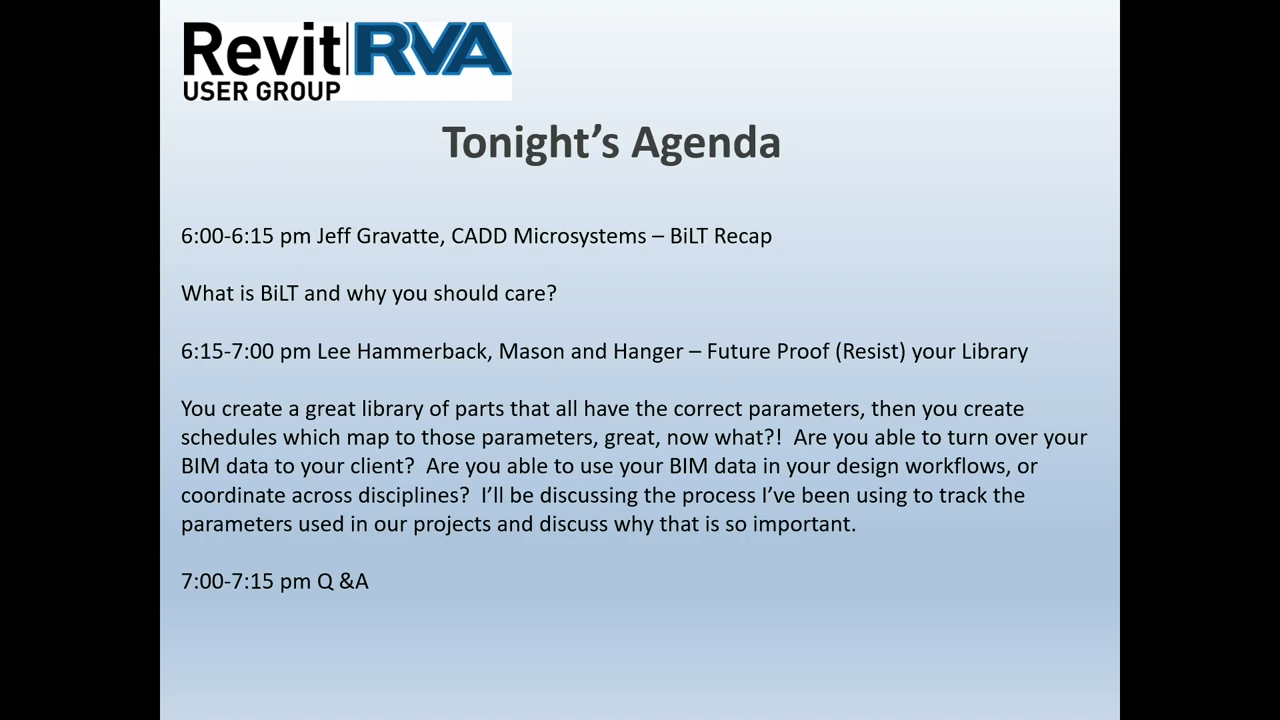 Revit RVA
USER GROUP
Tonight’s Agenda
6:00-6:15 pm Jeff Gravatte, CADD Microsystems – BiLT Recap
What is BiLT and why you should care?
6:15-7:00 pm Lee Hammerback, Mason and Hanger – Future Proof (Resist) your Library
You create a great library of parts that all have the correct parameters, then you create
schedules which map to those parameters, great, now what?!  Are you able to turn over your
BIM data to your client?  Are you able to use your BIM data in your design workflows, or
coordinate across disciplines?  I’ll be discussing the process I’ve been using to track the
parameters used in our projects and discuss why that is so important.
7:00-7:15 pm Q &A